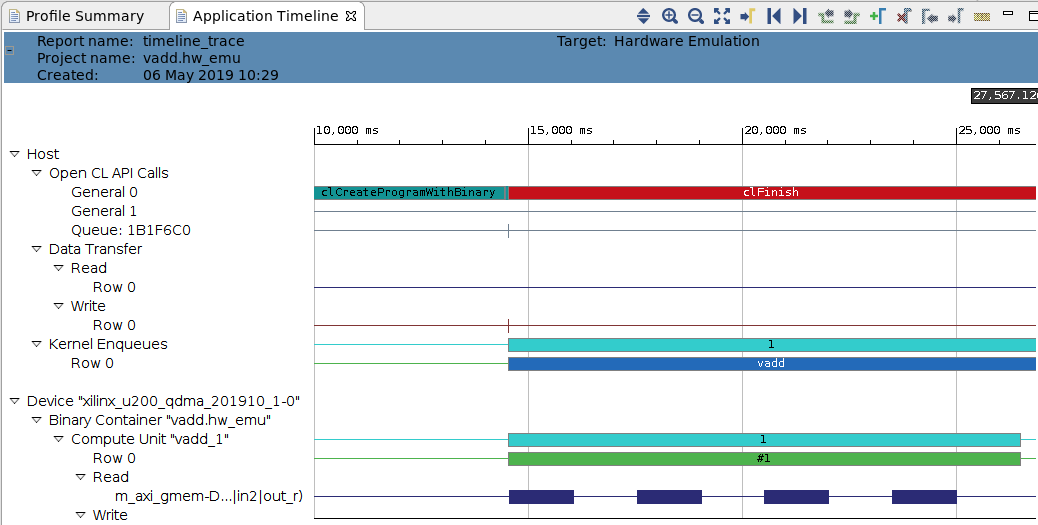 Profile Summary
Application Timeline
Report name: timeline_trace
Target: Hardware Emulation
Project name: vadd.hw_emu
Created: 06 May 2019 10:29
10,000 ms
15,000 ms
20,000 ms
25,000 ms
Host
Open CL API Calls
General 0
clCreateProgramWithBinary
clFinish
General 1
Queue: 1B1F6C0
Data Transfer
Read
Row 0
Write
Row 0
Kernel Enqueues
1
Row 0
vadd
Device "xilinx_u200_qdma_201910_1-0"
Binary Container "vadd.hw_emu"
Compute Unit "vadd_1"
1
Row 0
#1
Read
m_axi_gmem-D...|in2|out_r)
Write